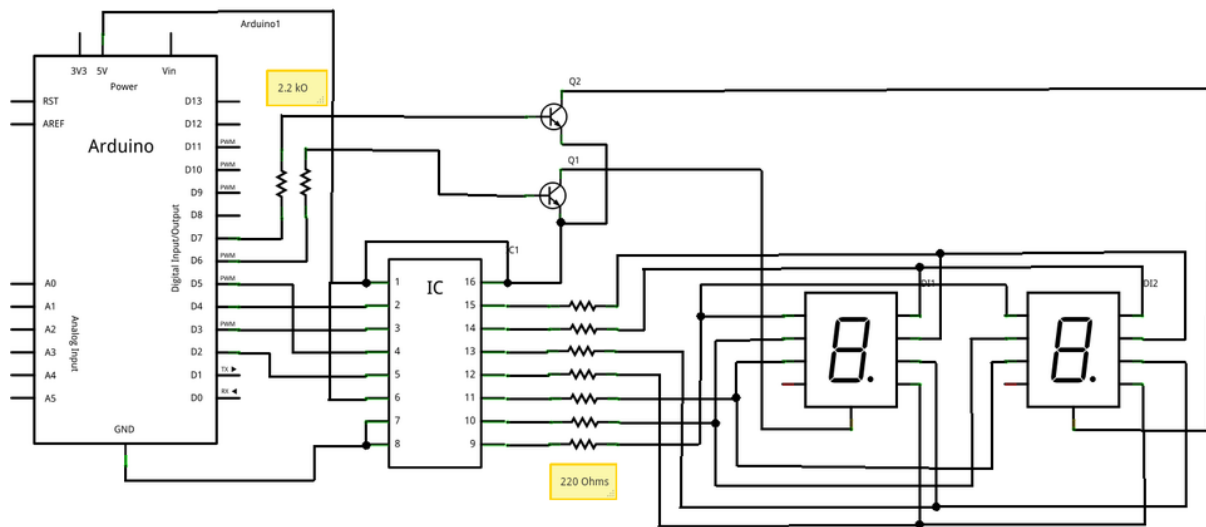 Arduino1
3V3
5V
Vin
Power
2.2 kO
Q2
RST
AREF
Arduino
D13
D12
D11
PWM
D10
PWM
D9
PWM
D8
D7
D6
PWM
D5
PWM
D4
D3
PWM
D2
D1
TX
D0
RX
Digital Input/Output
A0
A1
A2
A3
A4
A5
Analog Input
GND
Q1
C1
IC
1
2
3
4
5
6
7
8
16
15
14
13
12
11
10
9
220 Ohms
DI1
8.
DI2
8.